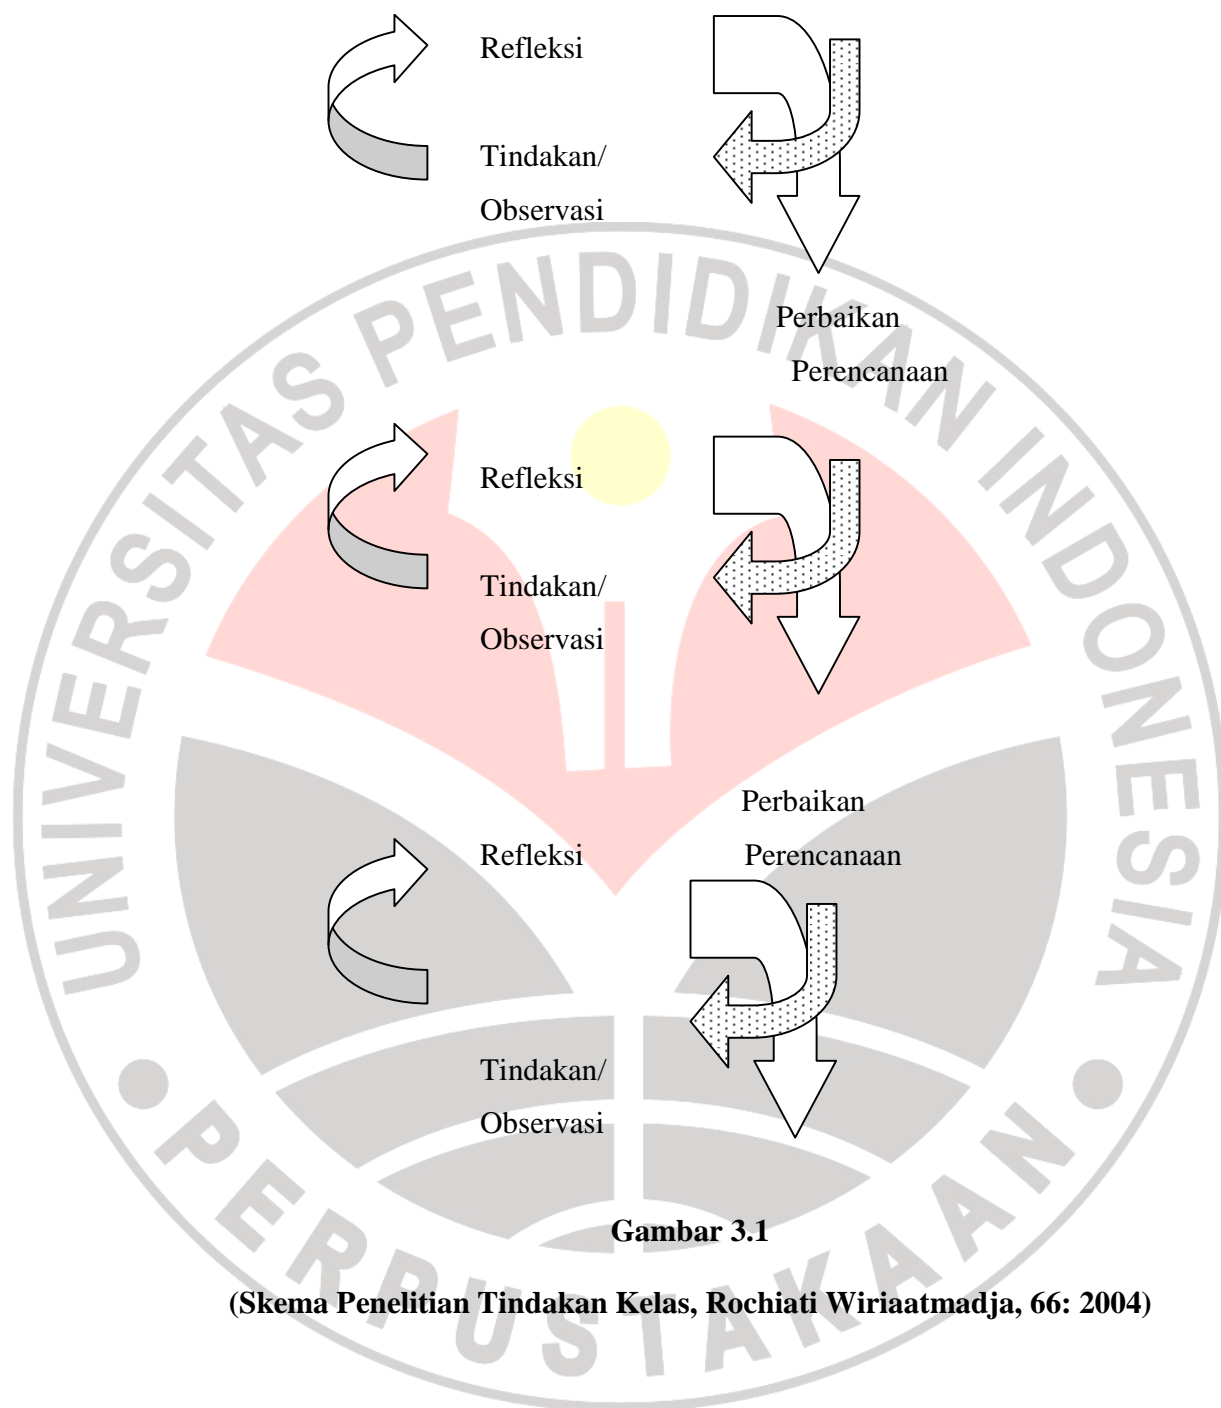 Refleksi
Tindakan/
Observasi
Perbaikan
Perencanaan
Refleksi
Tindakan/
Observasi
Perbaikan
Refleksi
Perencanaan
Tindakan/
Observasi
Gambar 3.1
(Skema Penelitian Tindakan Kelas, Rochiati Wiriaatmadja, 66: 2004)
UNIVERSITAS PENDIDIKAN INDONESIA
PERPUSTAKAAN